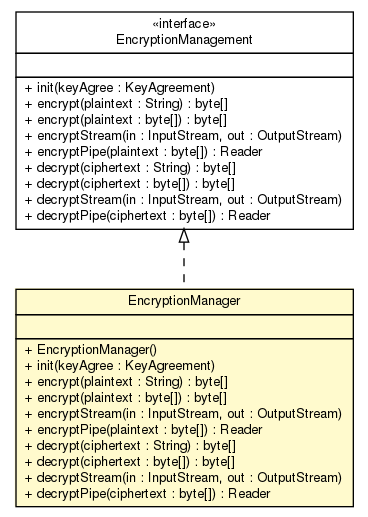 «interface»
EncryptionManagement
+ init(keyAgree : KeyAgreement)
+ encrypt(plaintext : String) : byte[]
+ encrypt(plaintext : byte[]) : byte[]
+ encryptStream(in : InputStream, out : OutputStream)
+ encryptPipe(plaintext : byte[]) : Reader
+ decrypt(ciphertext : String) : byte[]
+ decrypt(ciphertext : byte[]) : byte[]
+ decryptStream(in : InputStream, out : OutputStream)
+ decryptPipe(ciphertext : byte[]) : Reader
EncryptionManager
+ EncryptionManager()
+ init(keyAgree : KeyAgreement)
+ encrypt(plaintext : String) : byte[]
+ encrypt(plaintext : byte[]) : byte[]
+ encryptStream(in : InputStream, out : OutputStream)
+ encryptPipe(plaintext : byte[]) : Reader
+ decrypt(ciphertext : String) : byte[]
+ decrypt(ciphertext : byte[]) : byte[]
+ decryptStream(in : InputStream, out : OutputStream)
+ decryptPipe(ciphertext : byte[]) : Reader